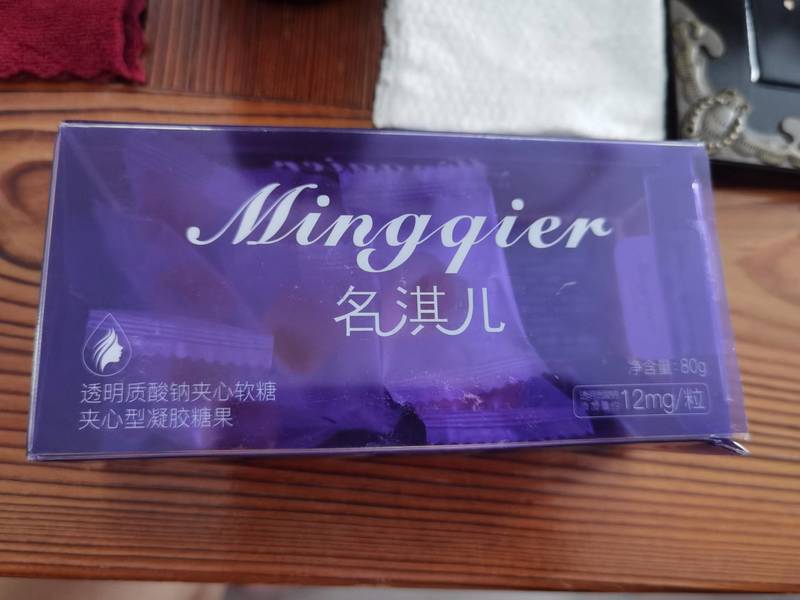 Mingqier
名淇儿
透明质酸钠夹心软糖
夹心型凝胶糖果
净含量:80g
12mg/粒